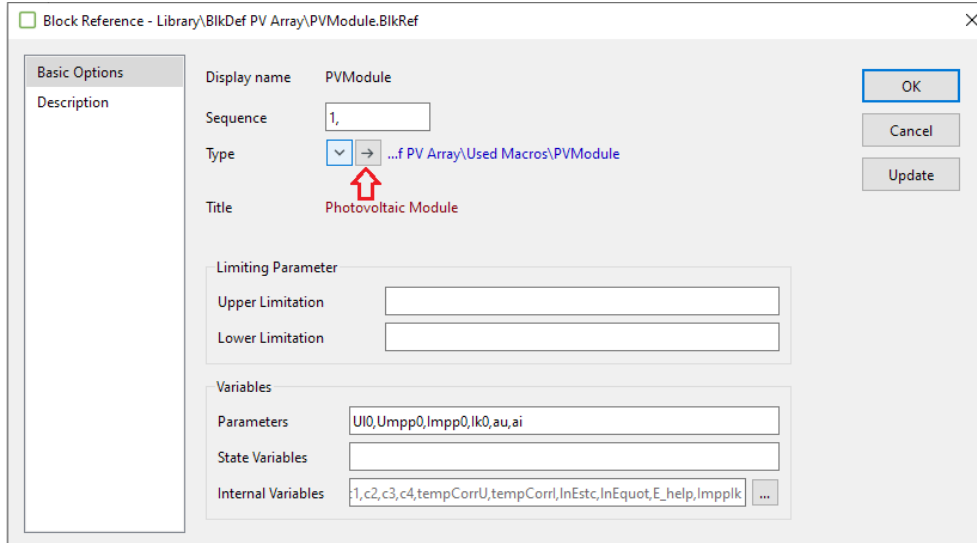 Block Reference - Library\BlkDef PV Array\PVModule.BlkRef
Basic Options
Description
Display name PVModule
Sequence 1,
Type ...f PV Array\Used Macros\PVModule
Title Photovoltaic Module
Limiting Parameter
Upper Limitation
Lower Limitation
Variables
Parameters Ul0,Umpp0,Impp0,Ik0,au,ai
State Variables
Internal Variables :1,c2,c3,c4,tempCorrU,tempCorrI,lnEstc,lnEquot,E_help,ImppIk ...
OK
Cancel
Update